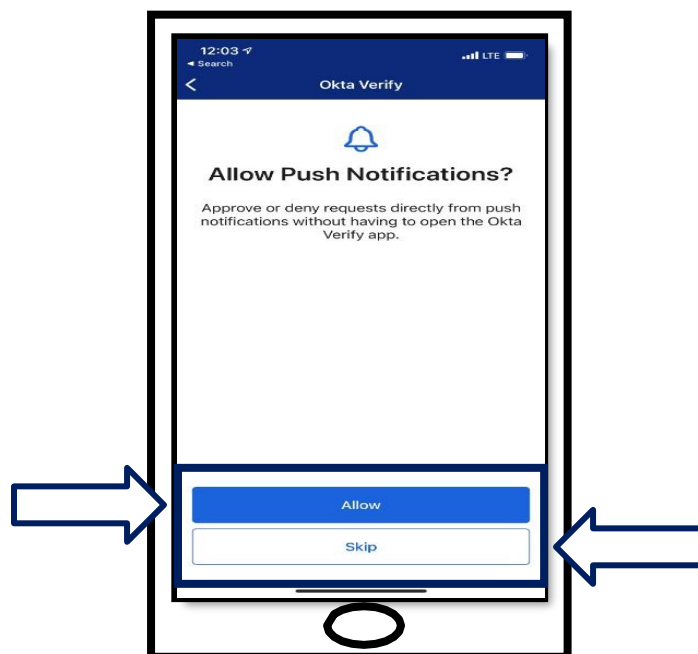 12:03
LTE
◄ Search
Okta Verify
Allow Push Notifications?
Approve or deny requests directly from push
notifications without having to open the Okta
Verify app.
Allow
Skip